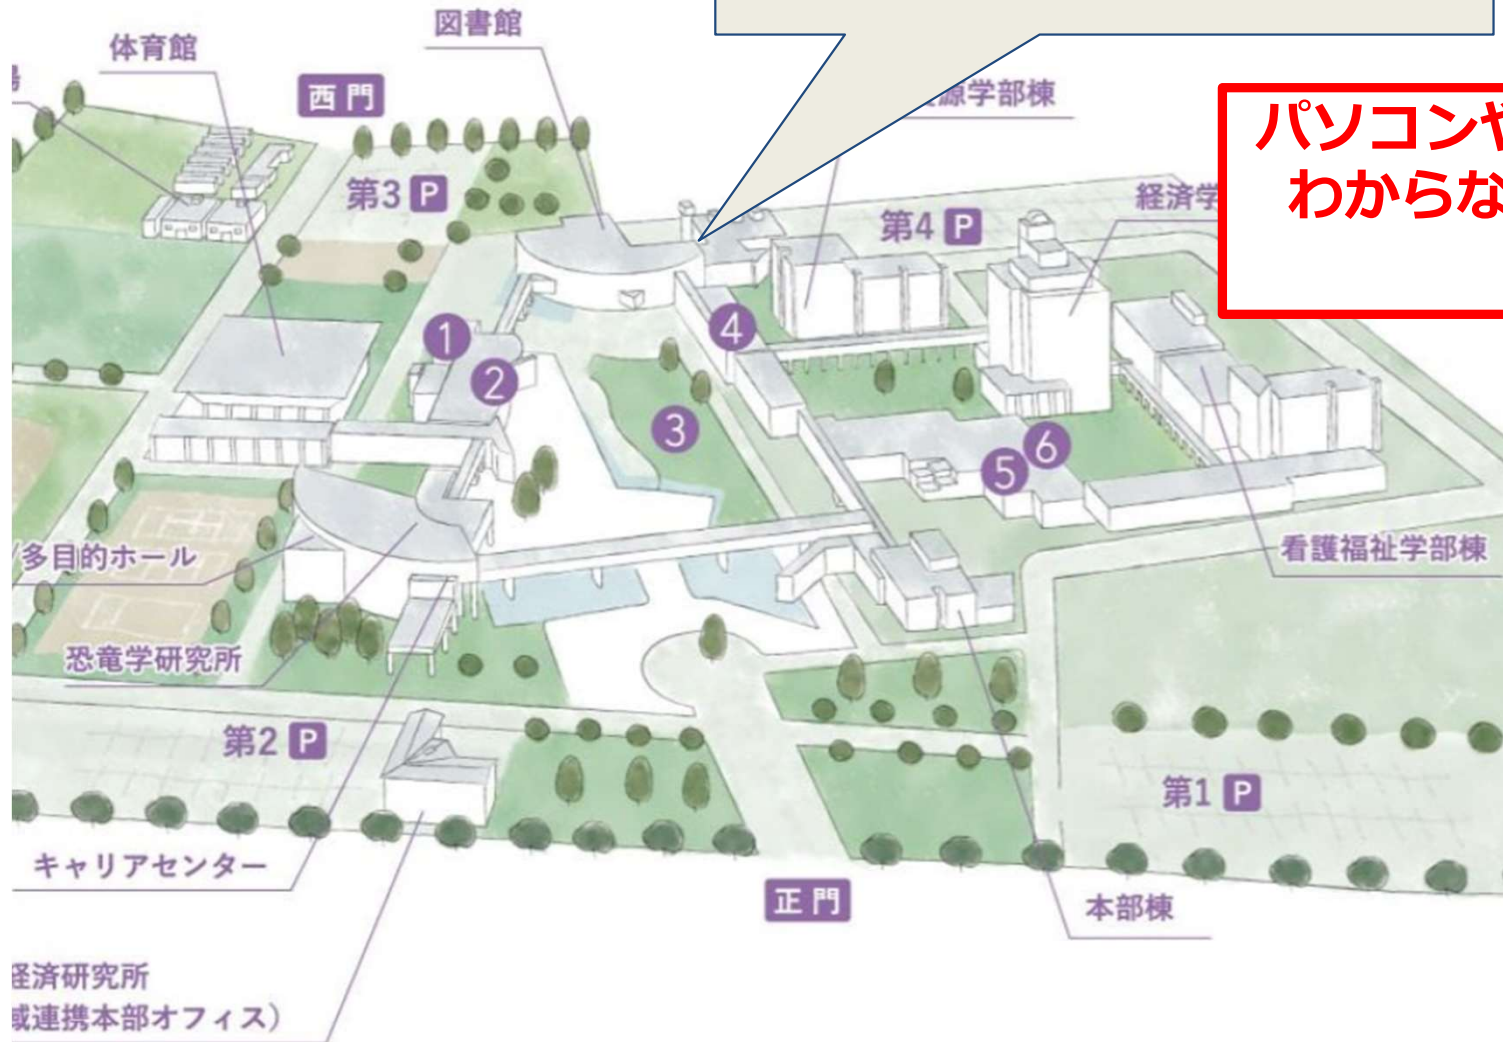 図書館
体育館
西門
源学部棟
パソコンや
わからな
第3 P
経済学
第4 P
1
4
2
3
6
5
多目的ホール
看護福祉学部棟
恐竜学研究所
第2 P
第1 P
キャリアセンター
正門
本部棟
経済研究所
域連携本部オフィス）